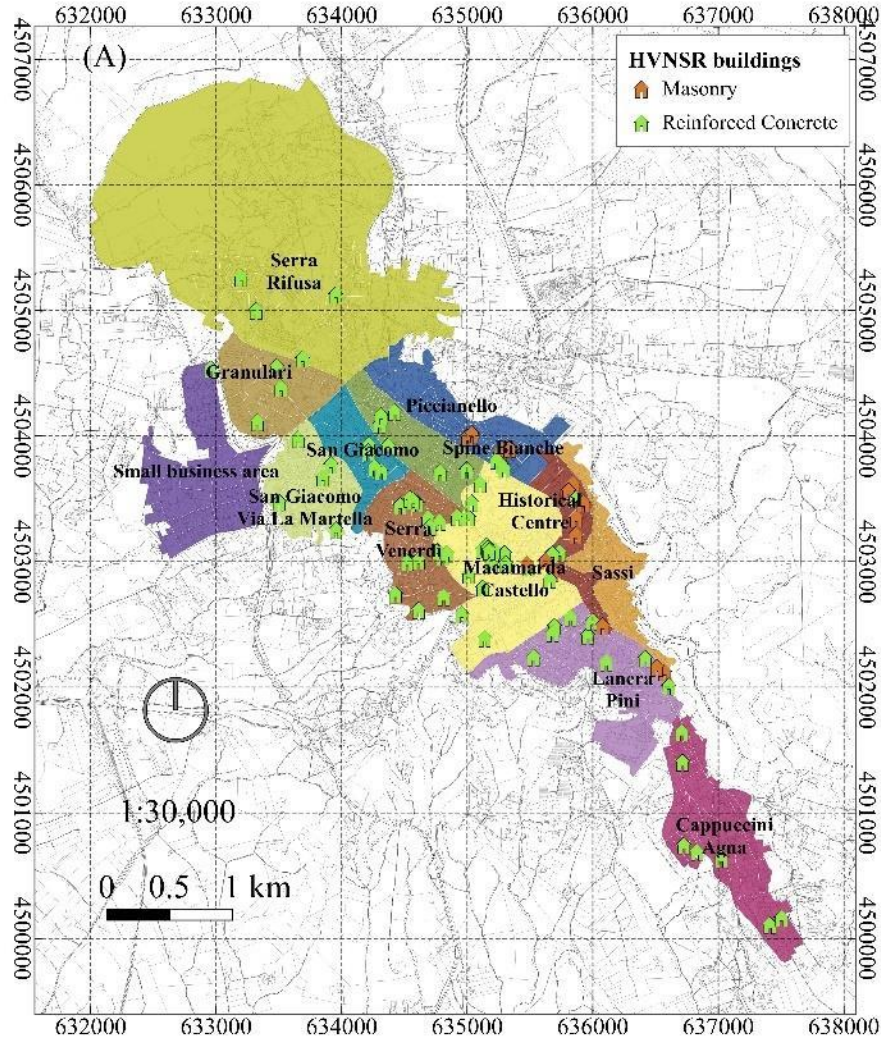 632000 633000 634000 635000 636000 637000 638000
(A)
HVNSR buildings
Masonry
Reinforced Concrete
4507000 4507000
4506000 4506000
Serra
Rifusa
4505000 4505000
Granulari
Piccianello
4504000 4504000
San Giacomo
Spine Bianche
Small business area
San Giacomo
Via La Martella
Historical
Centre
Serra
Venerdì
4503000 4503000
Macamarda
Castello
Sassi
Lanera
Pini
4502000 4502000
1:30,000
4501000 4501000
Cappuccini
Agna
0 0.5 1 km
4500000 4500000
632000 633000 634000 635000 636000 637000 638000